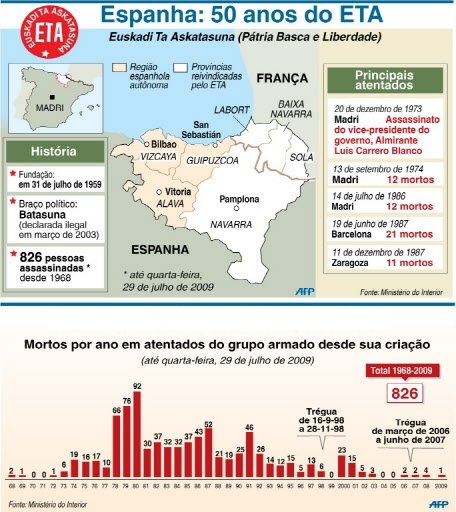 EUSKADI TA ASKATASUNA
ETA
Espanha: 50 anos do ETA
Euskadi Ta Askatasuna (Pátria Basca e Liberdade)
MADRI
Região
espanhola
autônoma
Províncias
reivindicadas
pelo ETA
FRANÇA
LABORT
BAIXA
NAVARRA
San
Sebastián
Bilbao
VIZCAYA
GUIPUZCOA
SOLA
Vitoria
ALAVA
Pamplona
NAVARRA
ESPANHA
* até quarta-feira,
29 de julho de 2009
AFP
História
Fundação:
em 31 de julho de 1959
Braço político:
Batasuna
(declarada ilegal
em março de 2003)
826 pessoas
assassinadas *
desde 1968
Principais
atentados
20 de dezembro de 1973
Madri Assassinato
do vice-presidente do
governo, Almirante
Luis Carrero Blanco
13 de setembro de 1974
Madri 12 mortos
14 de julho de 1986
Madri 12 mortos
19 de junho de 1987
Barcelona 21 mortos
11 de dezembro de 1987
Zaragoza 11 mortos
Fonte: Ministério do Interior
Mortos por ano em atentados do grupo armado desde sua criação
(até quarta-feira, 29 de julho de 2009)
Total 1968-2009
826
Trégua
de 16-9-98
a 28-11-98
Trégua
de março de 2006
a junho de 2007
2 1 0 0 1 6 19 16 16 10 66 76 92 30 37 32 32 37 43 52 21 19 25 46 26 14 14 15 5 13 6 0 23 15 5 3 0 0 2 2 4 1
68 69 70 71 72 73 74 75 76 77 78 79 80 81 82 83 84 85 86 87 88 89 90 91 92 93 94 95 96 97 98 99 2000 01 02 03 04 05 06 07 08 2009
Fonte: Ministério do Interior
AFP